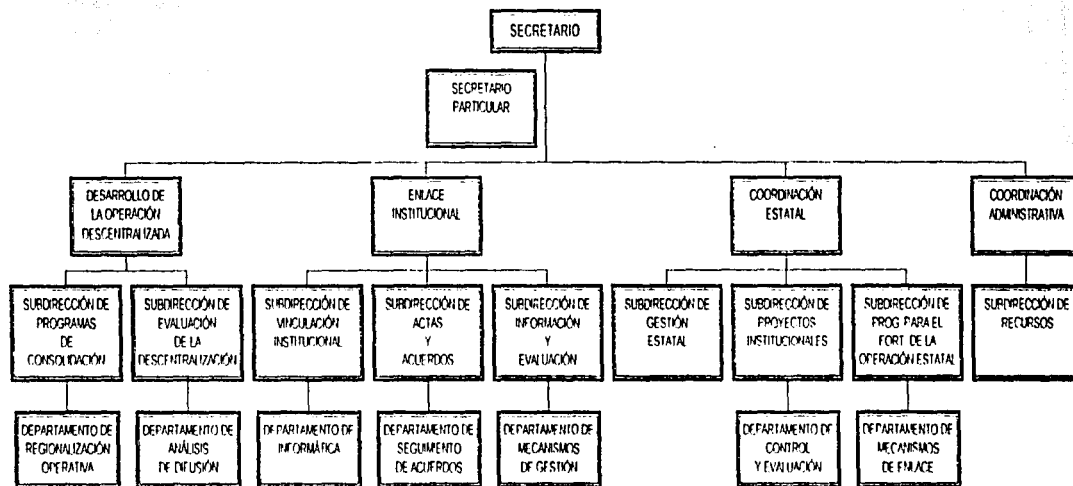 SECRETARIO
SECRETARIO
PARTICULAR
DESARROLLO DE
LA OPERACIÓN
DESCENTRALIZADA
ENLACE
INSTITUCIONAL
COORDINACIÓN
ESTATAL
COORDINACIÓN
ADMINISTRATIVA
SUBDIRECCIÓN DE
PROGRAMAS
DE
CONSOLIDACIÓN
SUBDIRECCIÓN DE
EVALUACIÓN
DE LA
DESCENTRALIZACIÓN
SUBDIRECCIÓN DE
VINCULACIÓN
INSTITUCIONAL
SUBDIRECCIÓN DE
ACTAS
Y
ACUERDOS
SUBDIRECCIÓN DE
INFORMACIÓN
Y
EVALUACIÓN
SUBDIRECCIÓN DE
GESTIÓN
ESTATAL
SUBDIRECCIÓN DE
PROYECTOS
INSTITUCIONALES
SUBDIRECCIÓN DE
PROG PARA EL
FORT. DE LA
OPERACIÓN ESTATAL
SUBDIRECCIÓN DE
RECURSOS
DEPARTAMENTO DE
REGIONALIZACIÓN
OPERATIVA
DEPARTAMENTO DE
ANÁLISIS
DE DIFUSIÓN
DEPARTAMENTO DE
INFORMÁTICA
DEPARTAMENTO DE
SEGUIMIENTO
DE ACUERDOS
DEPARTAMENTO DE
MECANISMOS
DE GESTIÓN
DEPARTAMENTO DE
CONTROL
Y EVALUACIÓN
DEPARTAMENTO DE
MECANISMOS
DE ENLACE